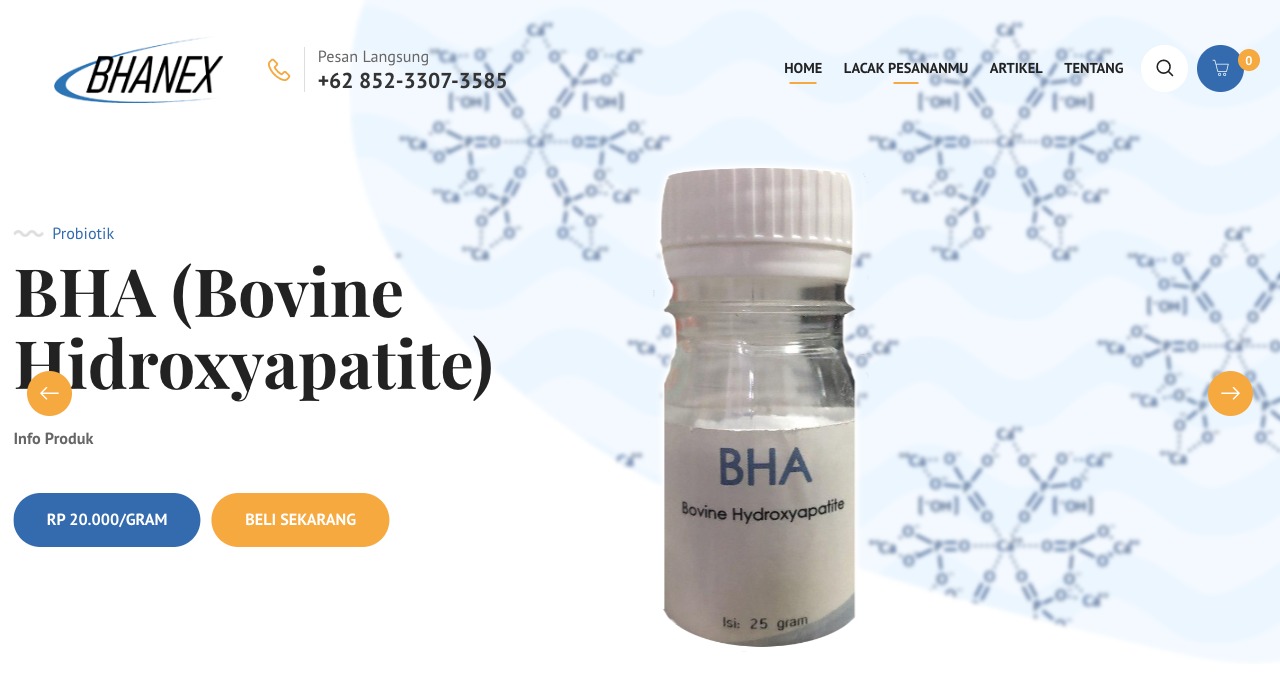 BHANEX
Pesan Langsung
+62 852-3307-3585
HOME
LACAK PESANANMU
ARTIKEL
TENTANG
0
Probiotik
BHA (Bovine
Hidroxyapatite)
Info Produk
RP 20.000/GRAM
BELI SEKARANG
BHA
Bovine Hydroxyapatite
Isi: 25 gram